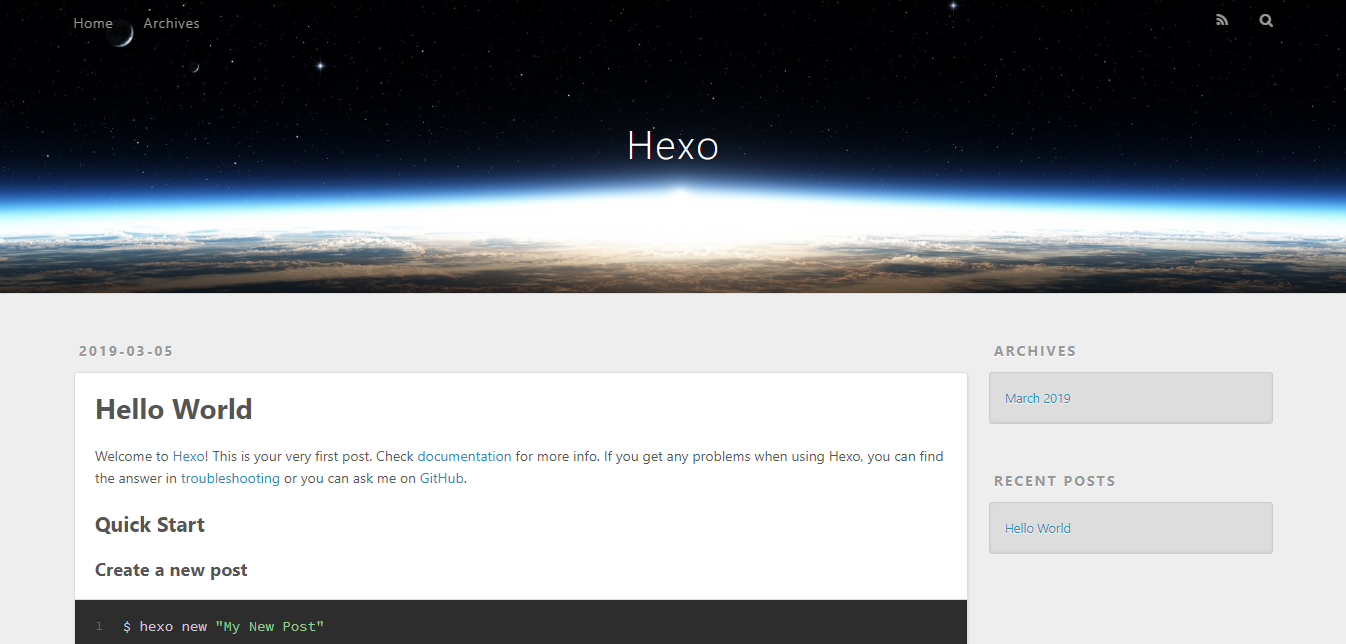 Home Archives
Hexo
2019-03-05
Hello World
Welcome to Hexo! This is your very first post. Check documentation for more info. If you get any problems when using Hexo, you can find
the answer in troubleshooting or you can ask me on GitHub.
Quick Start
Create a new post
1 $ hexo new "My New Post"
ARCHIVES
March 2019
RECENT POSTS
Hello World